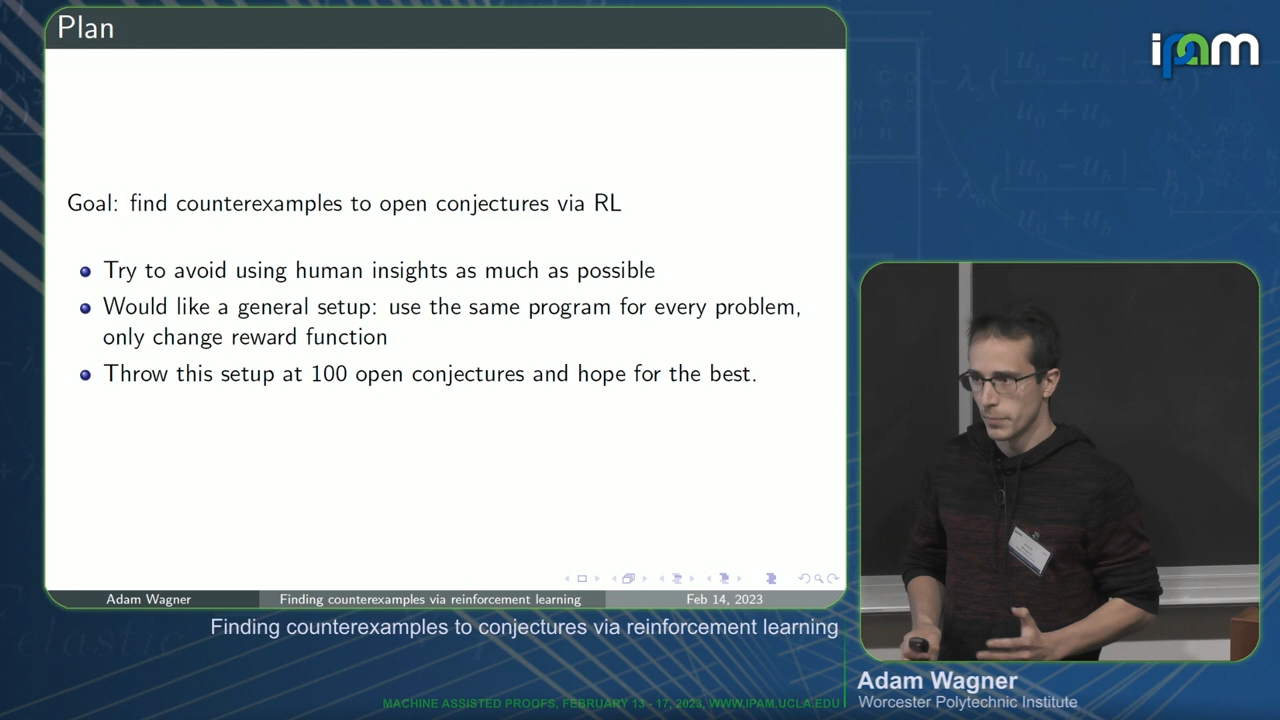 Plan
ipam
Goal: find counterexamples to open conjectures via RL
Try to avoid using human insights as much as possible
Would like a general setup: use the same program for every problem,
only change reward function
Throw this setup at 100 open conjectures and hope for the best.
Adam Wagner
Finding counterexamples via reinforcement learning
Feb 14, 2023
Finding counterexamples to conjectures via reinforcement learning
Adam Wagner
Worcester Polytechnic Institute
MACHINE ASSISTED PROOFS, FEBRUARY 13 - 17, 2023, WWW.IPAM.UCLA.EDU